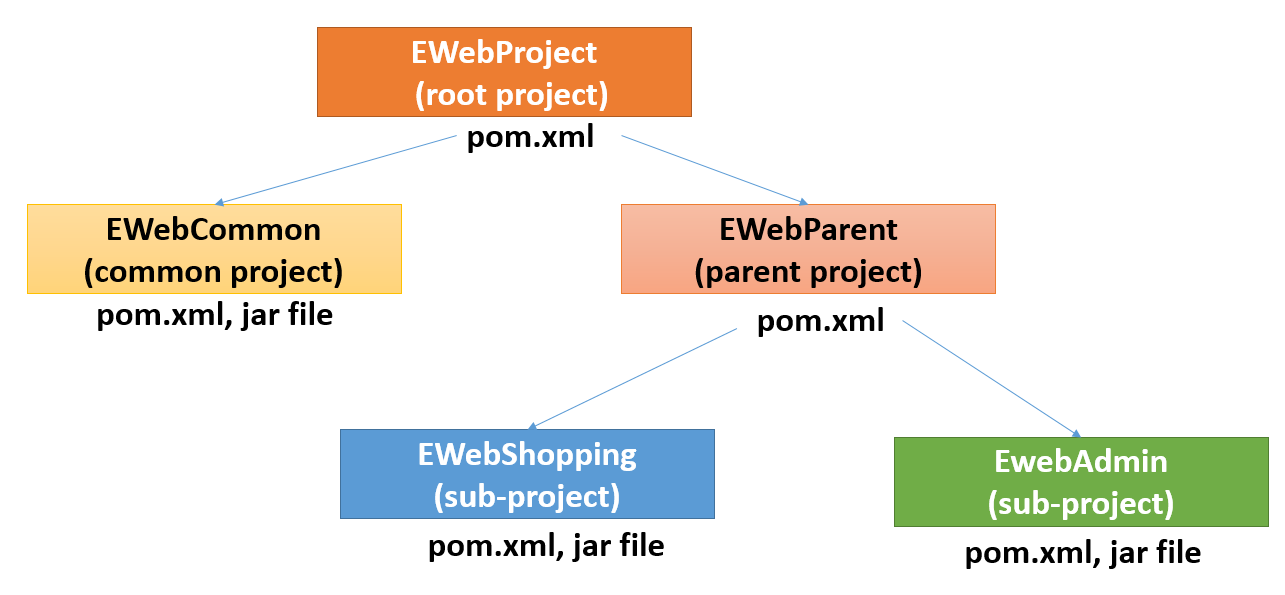 EWebProject
(root project)
pom.xml
EWebCommon
(common project)
pom.xml, jar file
EWebParent
(parent project)
pom.xml
EWebShopping
(sub-project)
pom.xml, jar file
EwebAdmin
(sub-project)
pom.xml, jar file